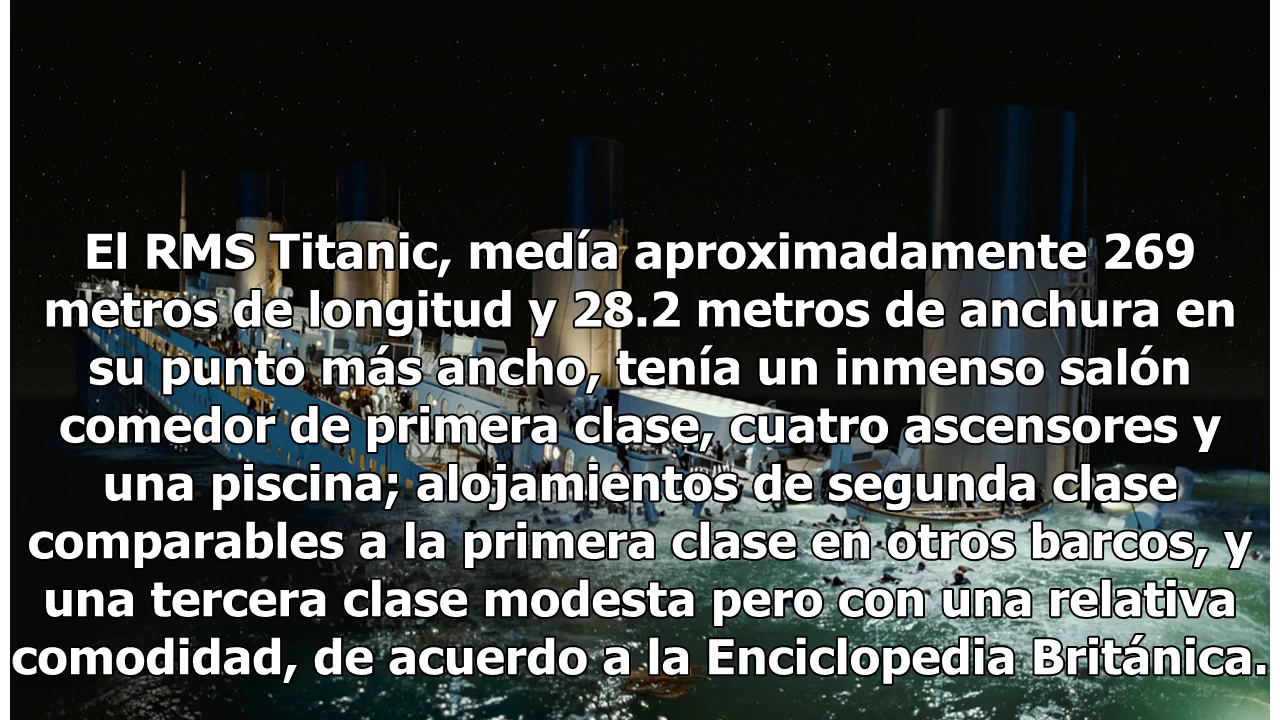 El RMS Titanic, medía aproximadamente 269
metros de longitud y 28.2 metros de anchura en
su punto más ancho, tenía un inmenso salón
comedor de primera clase, cuatro ascensores y
una piscina; alojamientos de segunda clase
comparables a la primera clase en otros barcos, y
una tercera clase modesta pero con una relativa
comodidad, de acuerdo a la Enciclopedia Británica.